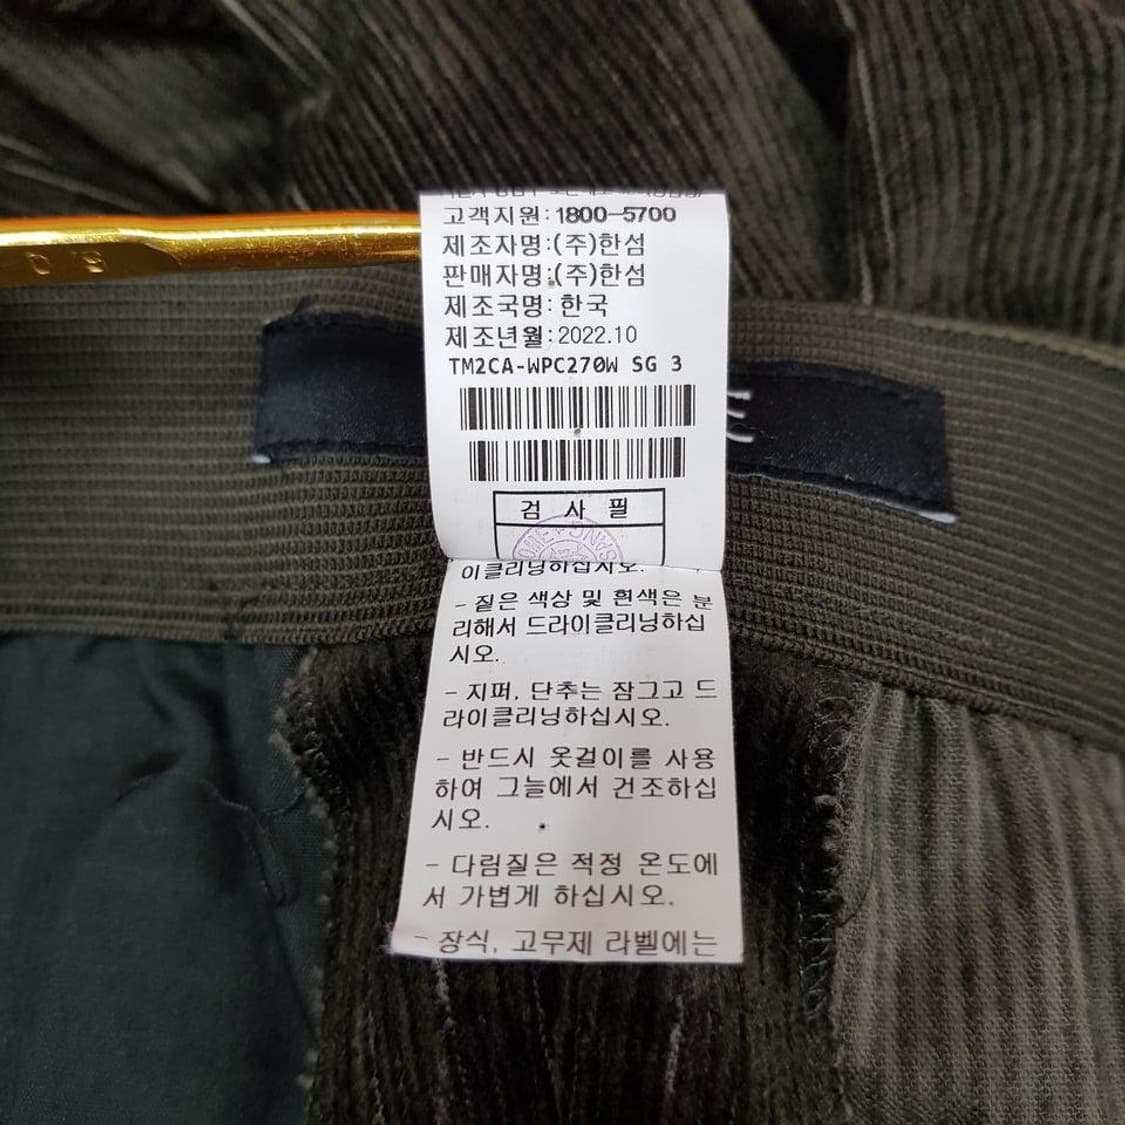 고객지원: 1800-5700
제조자명:(주)한섬
판매자명:(주)한섬
제조국명: 한국
제조년월: 2022.10
TM2CA-WPC270W SG 3
검 사 필
이클리닝하십시오.
- 짙은 색상 및 흰색은 분
리해서 드라이클리닝하십
시오.
- 지퍼, 단추는 잠그고 드
라이클리닝하십시오.
- 반드시 옷걸이를 사용
하여 그늘에서 건조하십
시오.
- 다림질은 적정 온도에
서 가볍게 하십시오.
- 장식, 고무제 라벨에는